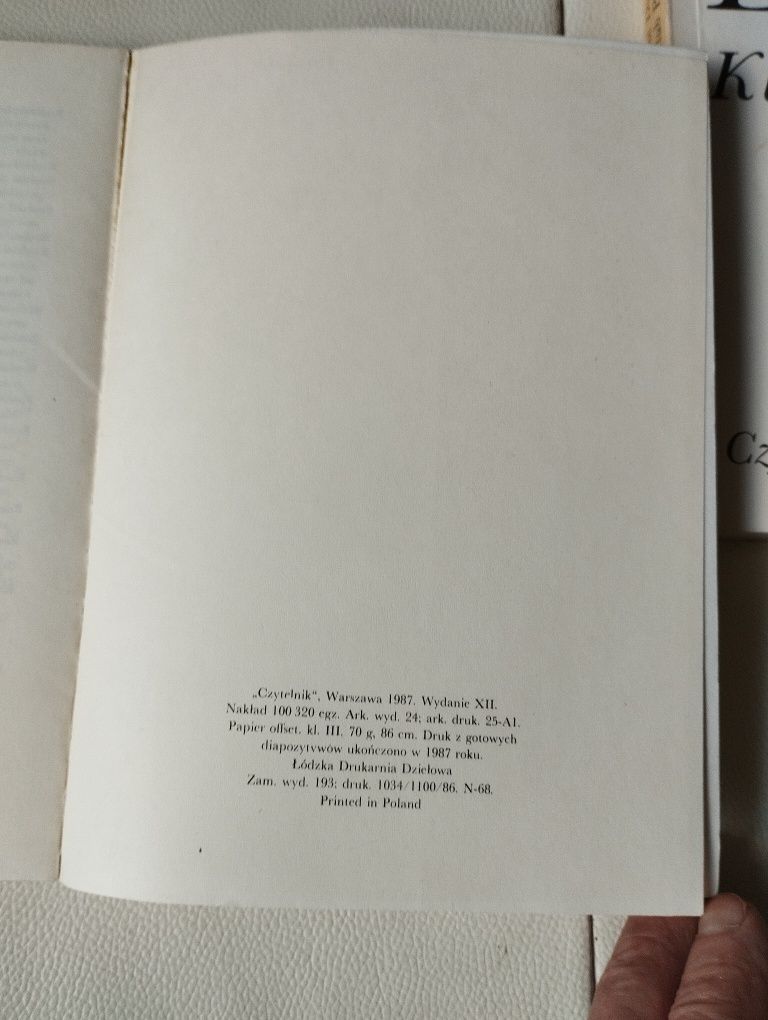 „Czytelnik“, Warszawa 1987. Wydanie XII.
Nakład 100 320 egz. Ark. wyd. 24; ark. druk. 25-A1.
Papier offset. kl. III, 70 g, 86 cm. Druk z gotowych
diapozytywów ukończono w 1987 roku.
Łódzka Drukarnia Dziełowa
Zam. wyd. 193; druk. 1034/1100/86. N-68.
Printed in Poland